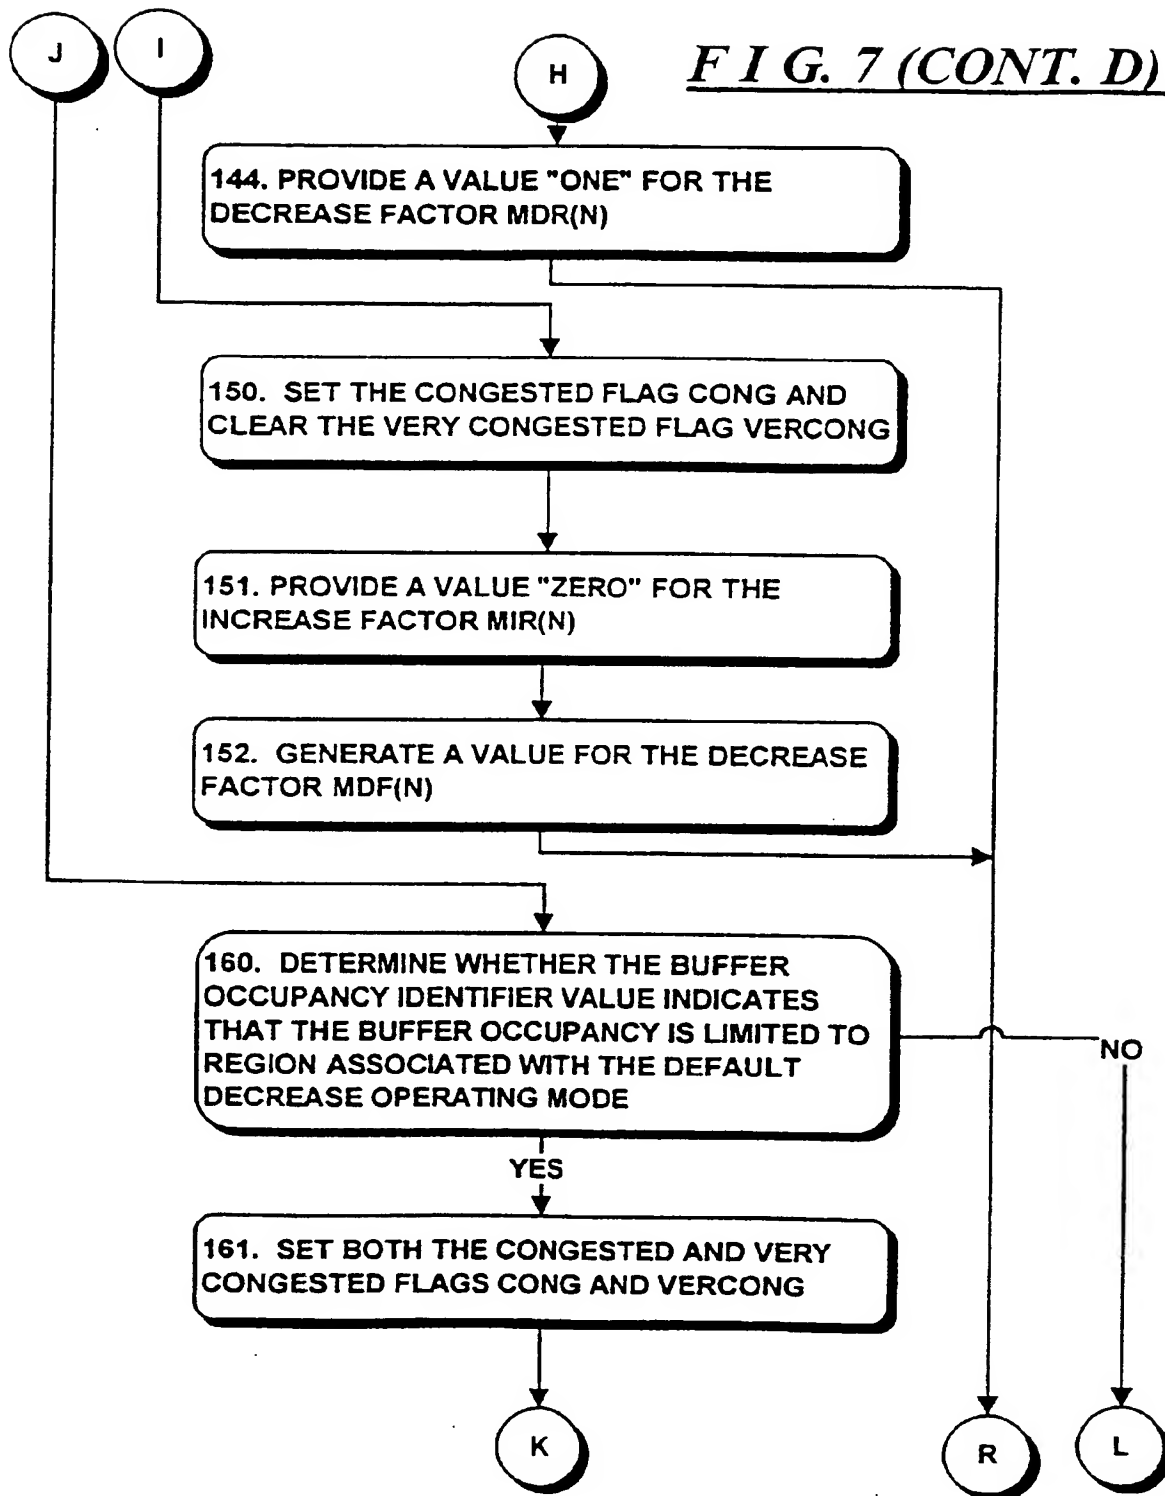 J
I
H
F I G. 7 (CONT. D)
144. PROVIDE A VALUE "ONE" FOR THE
DECREASE FACTOR MDR(N)
150. SET THE CONGESTED FLAG CONG AND
CLEAR THE VERY CONGESTED FLAG VERCONG
151. PROVIDE A VALUE "ZERO" FOR THE
INCREASE FACTOR MIR(N)
152. GENERATE A VALUE FOR THE DECREASE
FACTOR MDF(N)
160. DETERMINE WHETHER THE BUFFER
OCCUPANCY IDENTIFIER VALUE INDICATES
THAT THE BUFFER OCCUPANCY IS LIMITED TO
REGION ASSOCIATED WITH THE DEFAULT
DECREASE OPERATING MODE
NO
YES
161. SET BOTH THE CONGESTED AND VERY
CONGESTED FLAGS CONG AND VERCONG
K
R
L